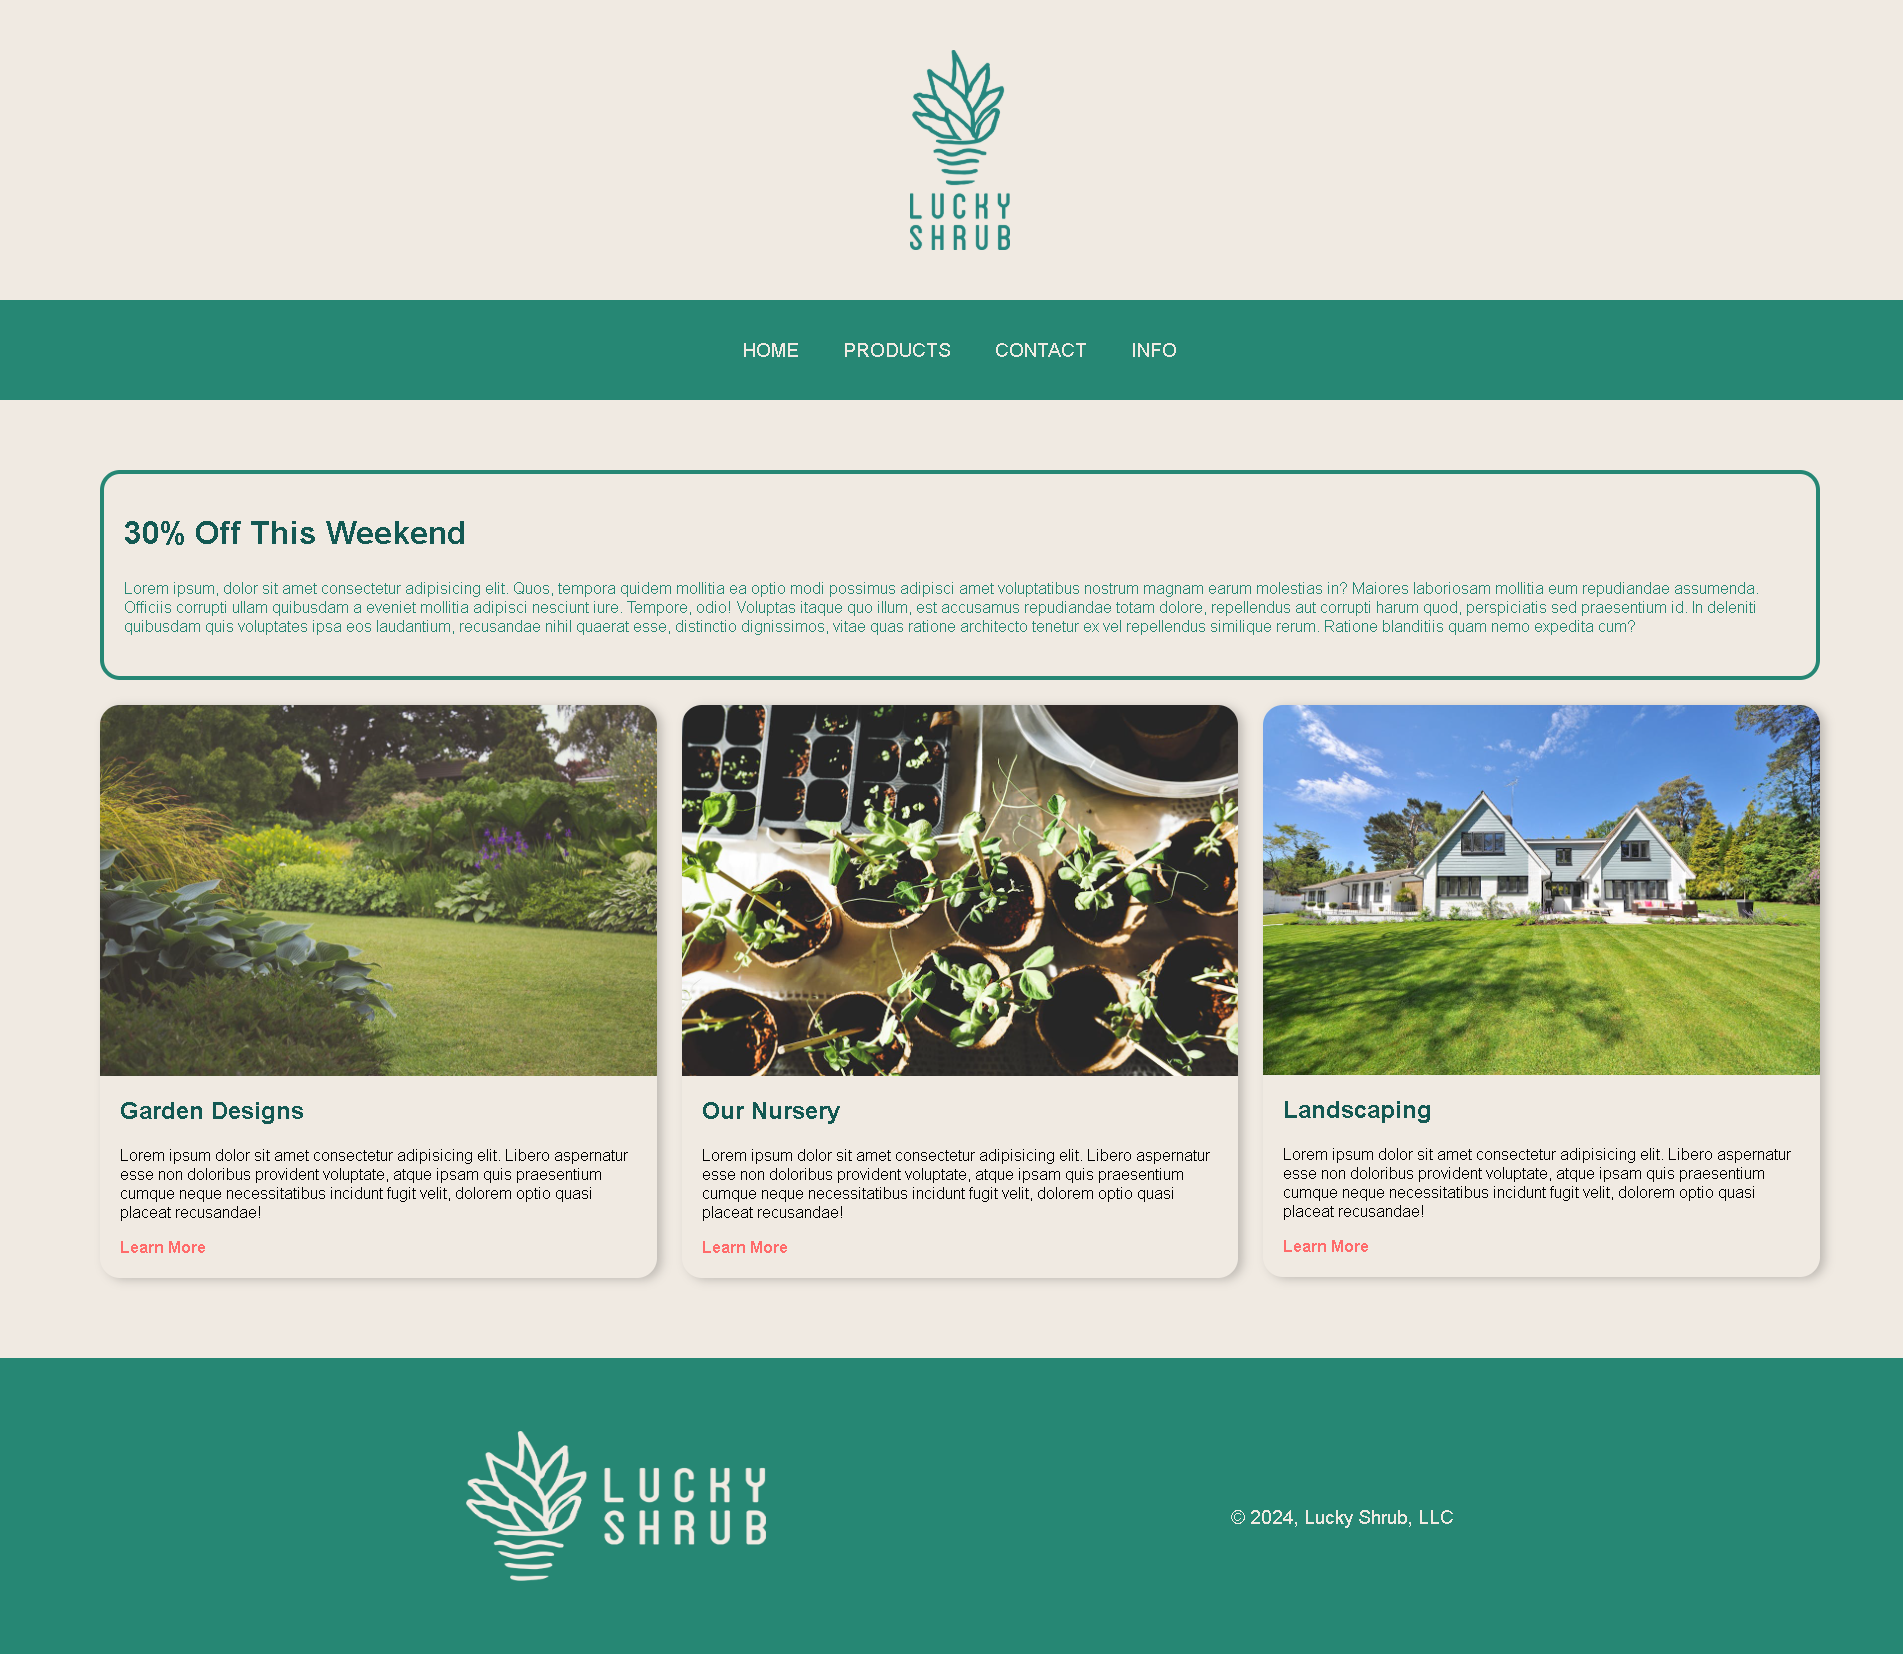 LUCKY
SHRUB
HOME PRODUCTS CONTACT INFO
30% Off This Weekend
Lorem ipsum, dolor sit amet consectetur adipisicing elit. Quos, tempora quidem mollitia ea optio modi possimus adipisci amet voluptatibus nostrum magnam earum molestias in? Maiores laboriosam mollitia eum repudiandae assumenda.
Officiis corrupti ullam quibusdam a eveniet mollitia adipisci nesciunt iure. Tempore, odio! Voluptas itaque quo illum, est accusamus repudiandae totam dolore, repellendus aut corrupti harum quod, perspiciatis sed praesentium id. In deleniti
quibusdam quis voluptates ipsa eos laudantium, recusandae nihil quaerat esse, distinctio dignissimos, vitae quas ratione architecto tenetur ex vel repellendus similique rerum. Ratione blanditiis quam nemo expedita cum?
Garden Designs
Lorem ipsum dolor sit amet consectetur adipisicing elit. Libero aspernatur
esse non doloribus provident voluptate, atque ipsam quis praesentium
cumque neque necessitatibus incidunt fugit velit, dolorem optio quasi
placeat recusandae!
Learn More
Our Nursery
Lorem ipsum dolor sit amet consectetur adipisicing elit. Libero aspernatur
esse non doloribus provident voluptate, atque ipsam quis praesentium
cumque neque necessitatibus incidunt fugit velit, dolorem optio quasi
placeat recusandae!
Learn More
Landscaping
Lorem ipsum dolor sit amet consectetur adipisicing elit. Libero aspernatur
esse non doloribus provident voluptate, atque ipsam quis praesentium
cumque neque necessitatibus incidunt fugit velit, dolorem optio quasi
placeat recusandae!
Learn More
LUCKY
SHRUB
© 2024, Lucky Shrub, LLC